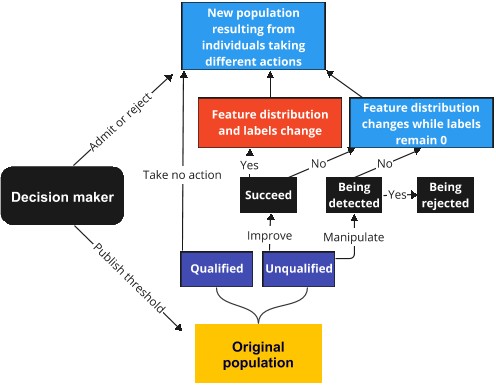 New population
resulting from
individuals taking
different actions
Admit or reject
Feature distribution
and labels change
Feature distribution
changes while labels
remain 0
Yes
No
No
Take no action
Decision maker
Succeed
Being
detected
Yes
Being
rejected
Improve
Manipulate
Publish threshold
Qualified
Unqualified
Original
population